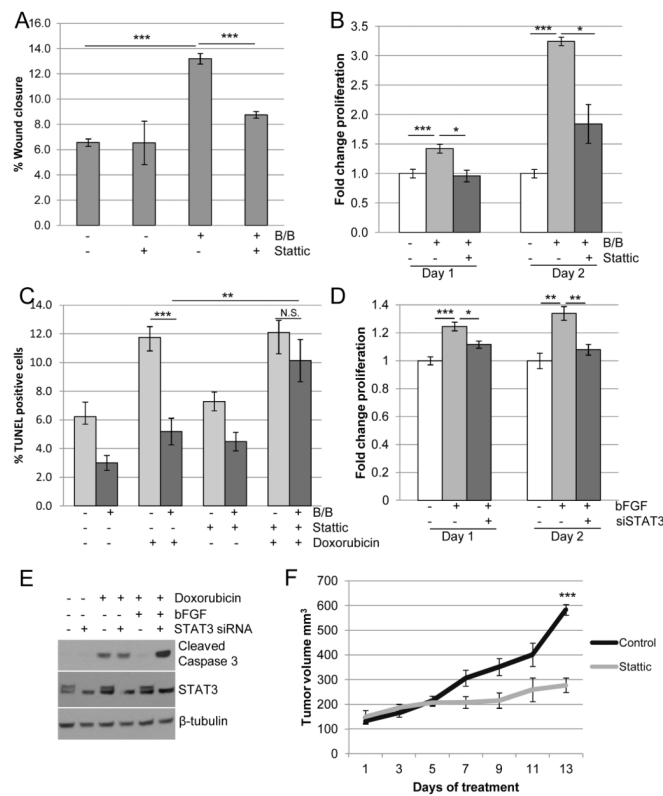 A
% Wound closure
16.0
14.0
12.0
10.0
8.0
6.0
4.0
2.0
0.0
*** ***
- - + + B/B
- + - + Stattic
B
Fold change proliferation
3.5
3.0
2.5
2.0
1.5
1.0
0.5
0.0
*** *
*** *
- + + - + + B/B
- - + - - + Stattic
Day 1 Day 2
C
% TUNEL positive cells
12.0
10.0
8.0
6.0
4.0
2.0
0.0
**
*** N.S.
- + - + - + - + B/B
- - - - + + + + Stattic
- - + + - - + + Doxorubicin
D
Fold change proliferation
1.4
1.2
1
0.8
0.6
0.4
0.2
0
*** * ** **
- + + - + + bFGF
- - + - - + siSTAT3
Day 1 Day 2
E
- - + + + + Doxorubicin
- - - - + + bFGF
- + - + - + STAT3 siRNA
Cleaved
Caspase 3
STAT3
β-tubulin
F
Tumor volume mm3
700
600
500
400
300
200
100
0
***
Control
Stattic
1 3 5 7 9 11 13
Days of treatment